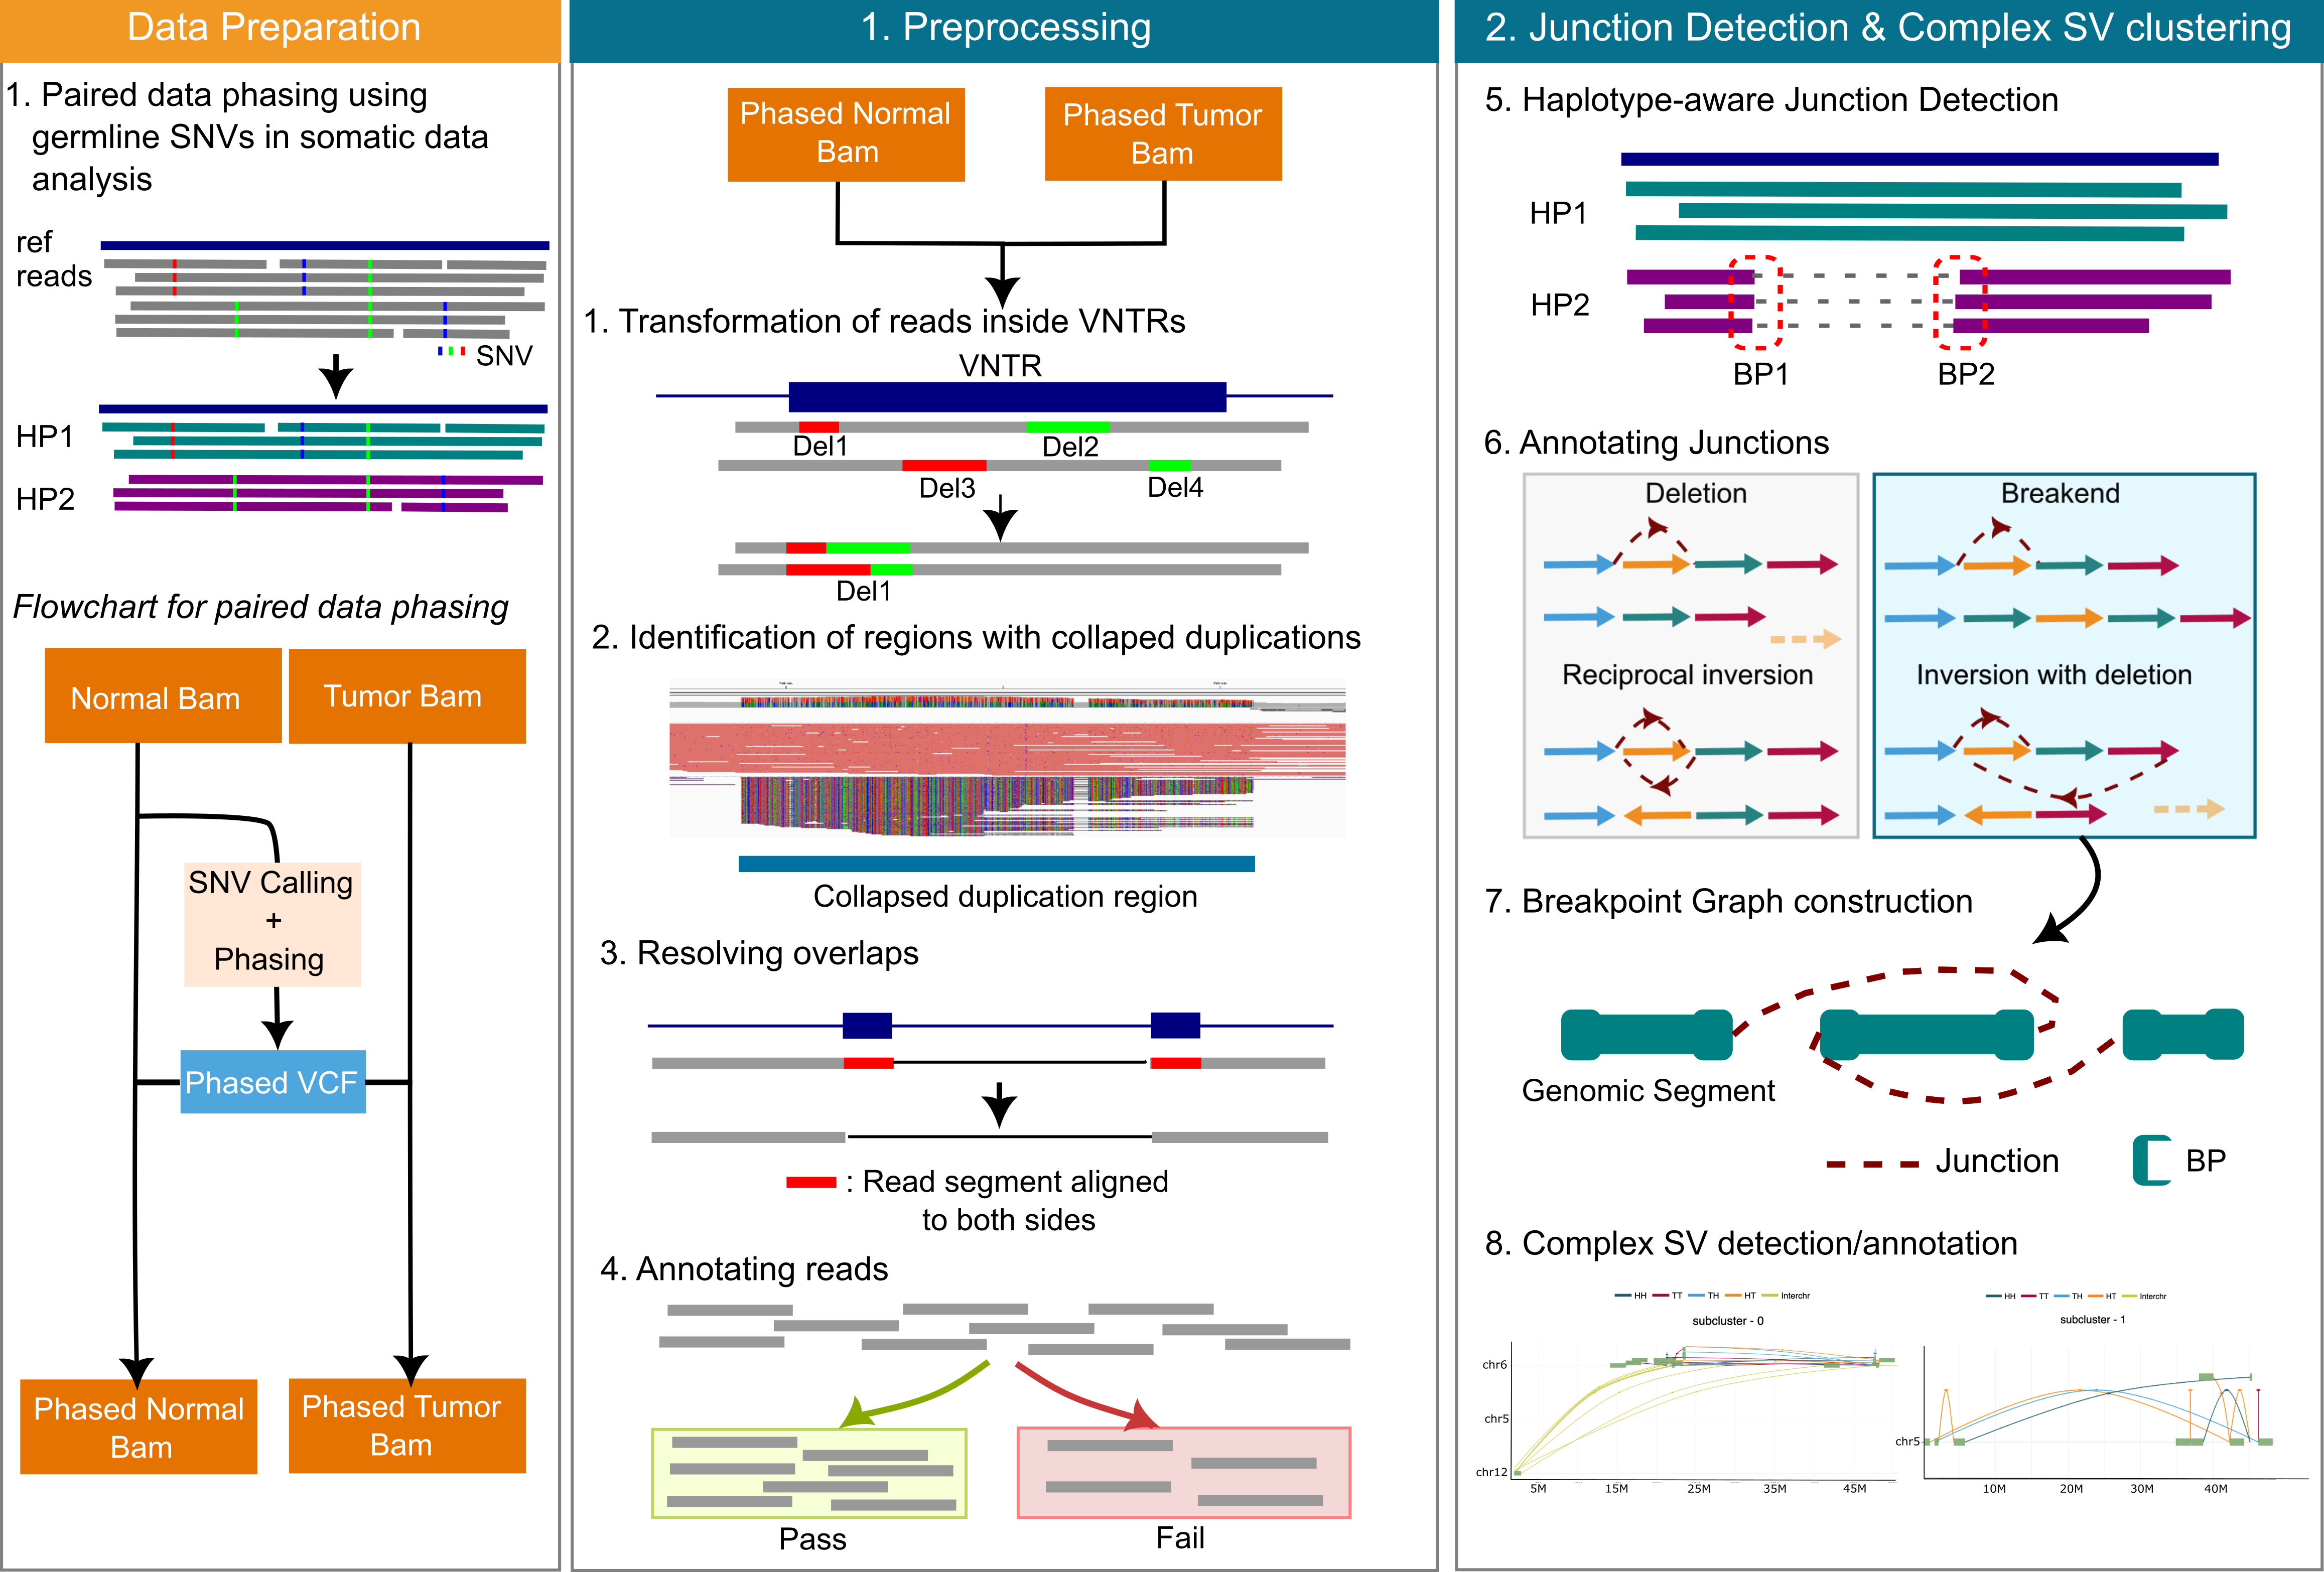 Data Preparation
1. Paired data phasing using
germline SNVs in somatic data
analysis
ref
reads
SNV
HP1
HP2
Flowchart for paired data phasing
Normal Bam
Tumor Bam
SNV Calling
+
Phasing
Phased VCF
Phased Normal
Bam
Phased Tumor
Bam
1. Preprocessing
Phased Normal
Bam
Phased Tumor
Bam
1. Transformation of reads inside VNTRs
VNTR
Del1
Del2
Del3
Del4
Del1
2. Identification of regions with collaped duplications
Collapsed duplication region
3. Resolving overlaps
: Read segment aligned
to both sides
4. Annotating reads
Pass
Fail
2. Junction Detection & Complex SV clustering
5. Haplotype-aware Junction Detection
HP1
HP2
BP1
BP2
6. Annotating Junctions
Deletion
Breakend
Reciprocal inversion
Inversion with deletion
7. Breakpoint Graph construction
Genomic Segment
Junction
BP
8. Complex SV detection/annotation
HH TT TH HT Interchr
subcluster - 0
chr6
chr5
chr12
5M 15M 25M 35M 45M
HH TT TH HT Interchr
subcluster - 1
chr5
10M 20M 30M 40M